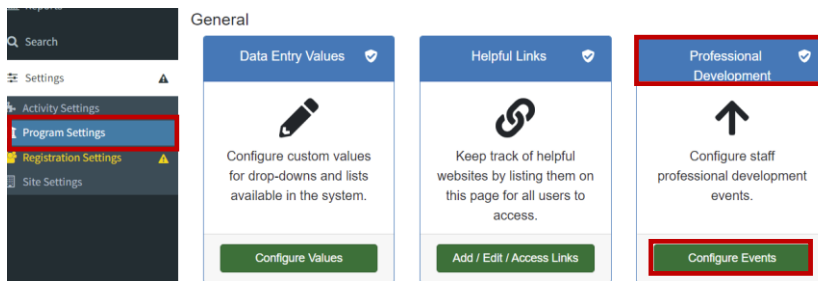 Reports
Search
Settings
Activity Settings
Program Settings
Registration Settings
Site Settings
General
Data Entry Values
Configure custom values
for drop-downs and lists
available in the system.
Configure Values
Helpful Links
Keep track of helpful
websites by listing them on
this page for all users to
access.
Add / Edit / Access Links
Professional
Development
Configure staff
professional development
events.
Configure Events